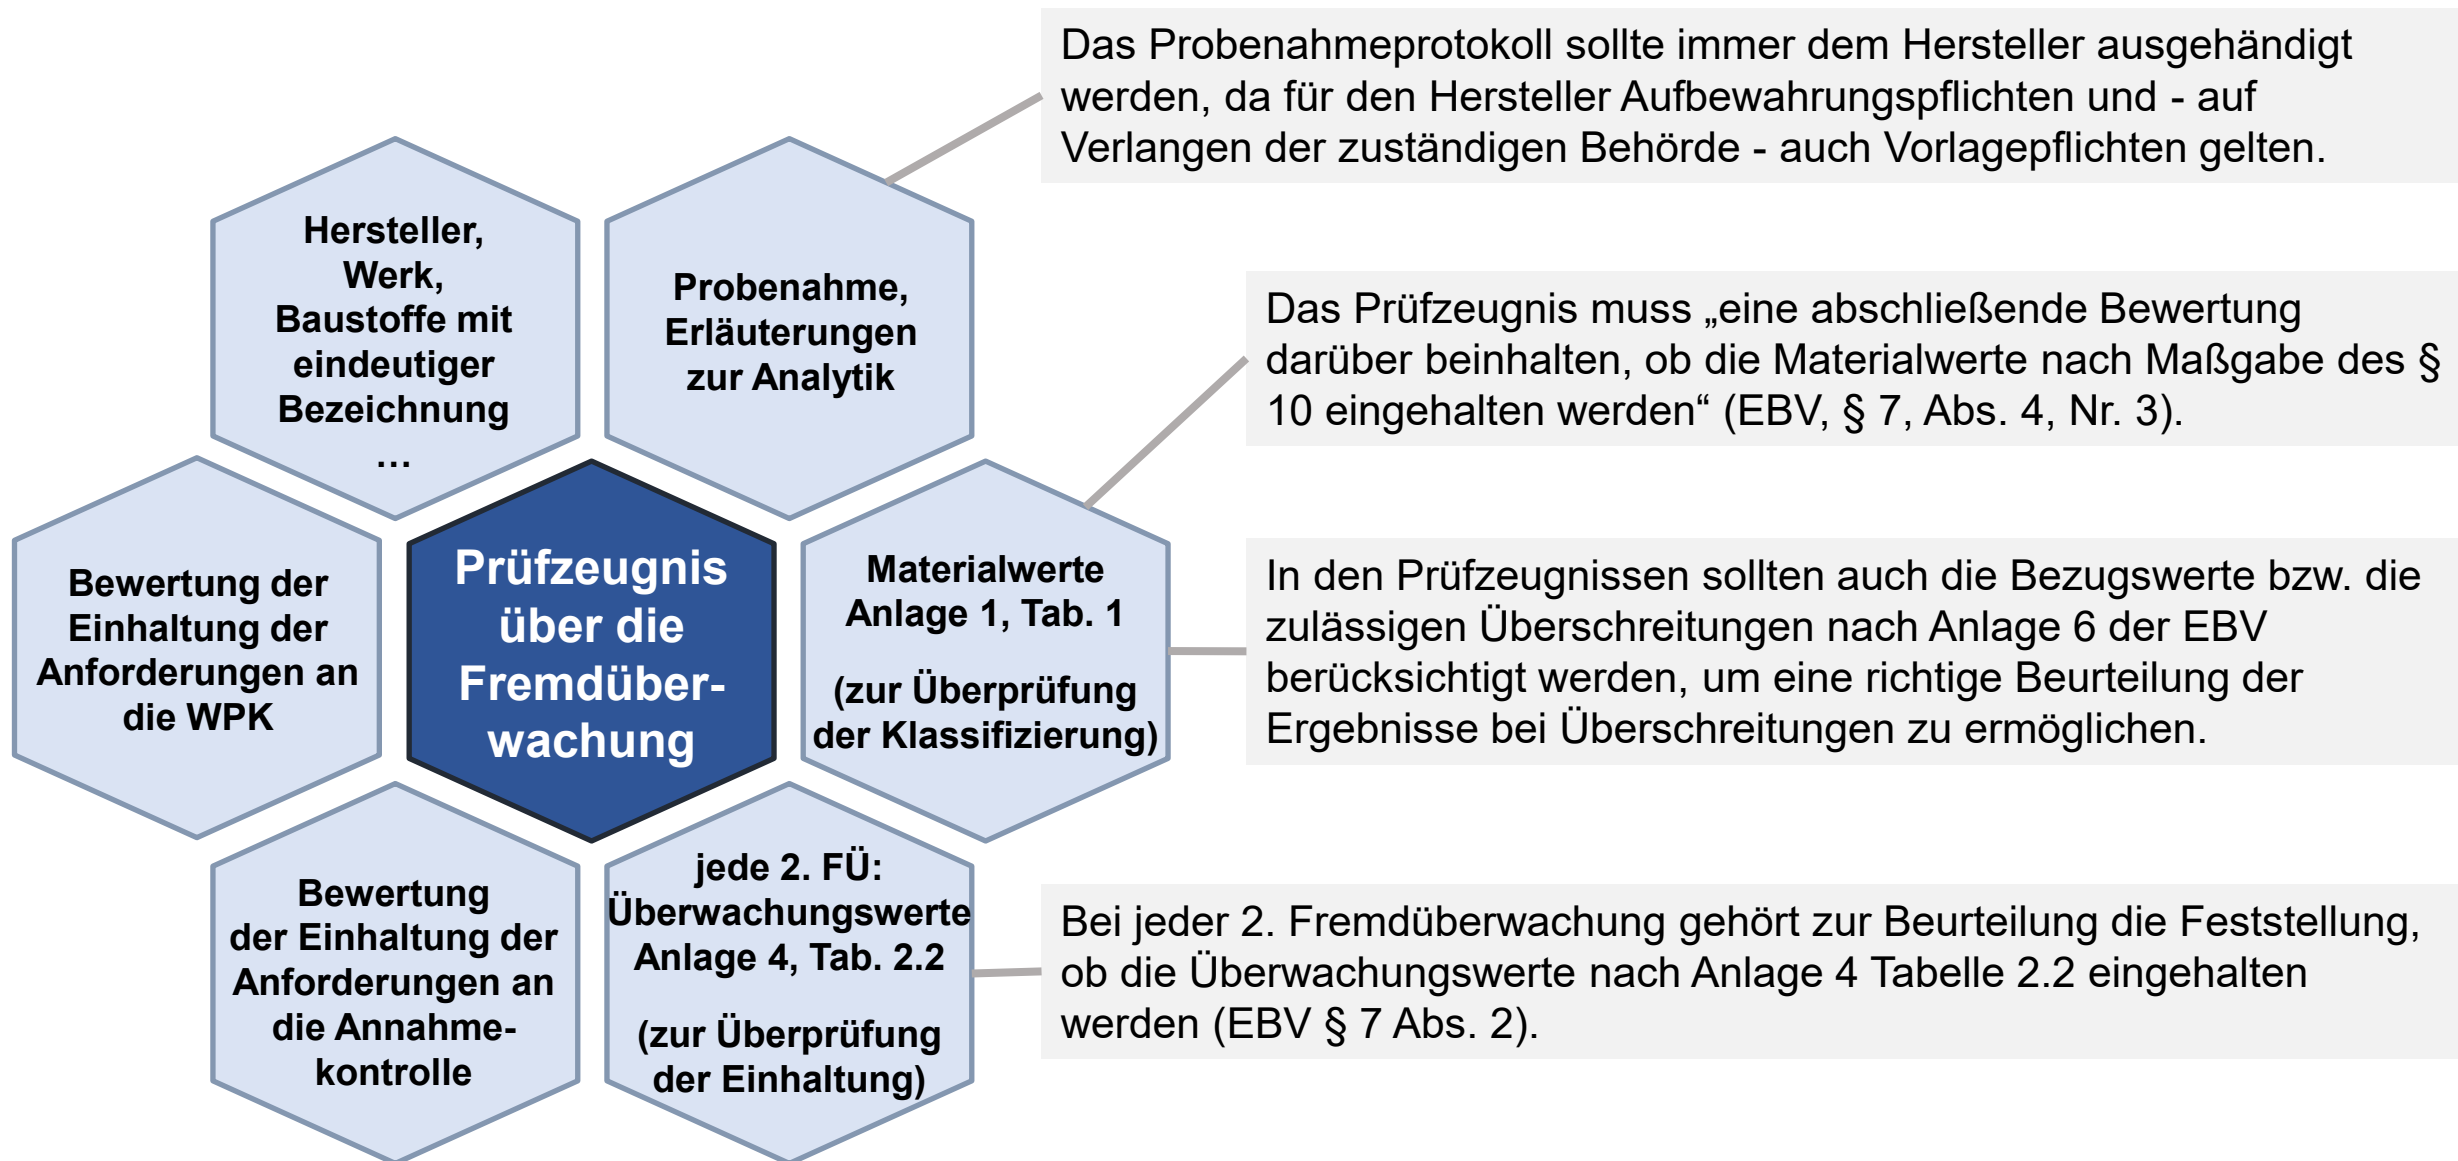 Das Probenahmeprotokoll sollte immer dem Hersteller ausgehändigt
werden, da für den Hersteller Aufbewahrungspflichten und - auf
Verlangen der zuständigen Behörde - auch Vorlagepflichten gelten.
Hersteller,
Werk,
Baustoffe mit
eindeutiger
Bezeichnung
…
Probenahme,
Erläuterungen
zur Analytik
Das Prüfzeugnis muss „eine abschließende Bewertung
darüber beinhalten, ob die Materialwerte nach Maßgabe des §
10 eingehalten werden“ (EBV, § 7, Abs. 4, Nr. 3).
Bewertung der
Einhaltung der
Anforderungen an
die WPK
Prüfzeugnis
über die
Fremdüber-
wachung
Materialwerte
Anlage 1, Tab. 1
(zur Überprüfung
der Klassifizierung)
In den Prüfzeugnissen sollten auch die Bezugswerte bzw. die
zulässigen Überschreitungen nach Anlage 6 der EBV
berücksichtigt werden, um eine richtige Beurteilung der
Ergebnisse bei Überschreitungen zu ermöglichen.
Bewertung
der Einhaltung der
Anforderungen an
die Annahme-
kontrolle
jede 2. FÜ:
Überwachungswerte
Anlage 4, Tab. 2.2
(zur Überprüfung
der Einhaltung)
Bei jeder 2. Fremdüberwachung gehört zur Beurteilung die Feststellung,
ob die Überwachungswerte nach Anlage 4 Tabelle 2.2 eingehalten
werden (EBV § 7 Abs. 2).